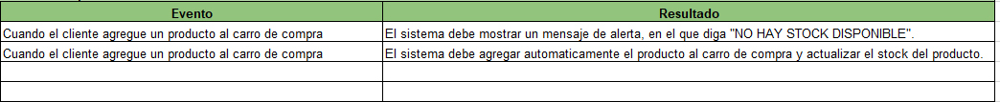 Evento Resultado
Cuando el cliente agregue un producto al carro de compra El sistema debe mostrar un mensaje de alerta, en el que diga "NO HAY STOCK DISPONIBLE".
Cuando el cliente agregue un producto al carro de compra El sistema debe agregar automaticamente el producto al carro de compra y actualizar el stock del producto.